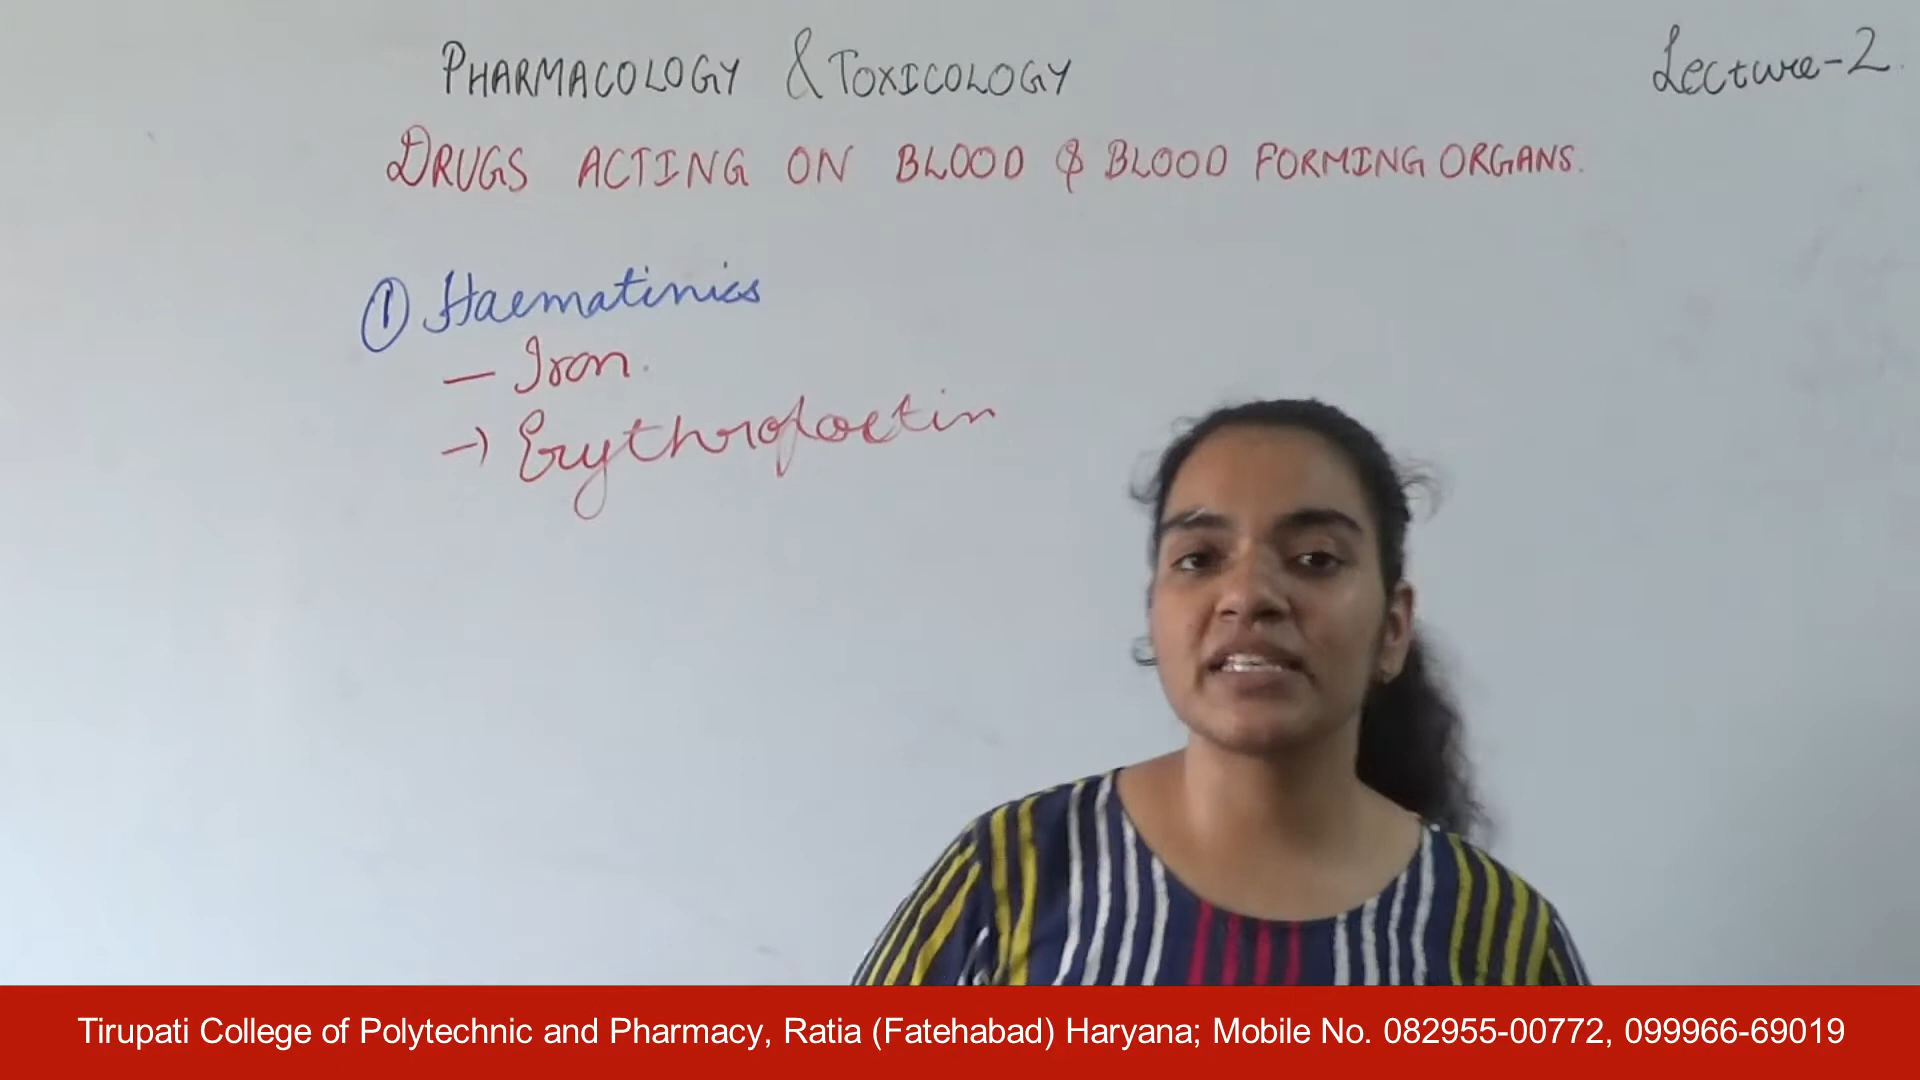 PHARMACOLOGY & TOXICOLOGY
Lecture-2.
DRUGS ACTING ON BLOOD & BLOOD FORMING ORGANS.
① Haematinics
— Iron.
→ Erythropoetin
Tirupati College of Polytechnic and Pharmacy, Ratia (Fatehabad) Haryana; Mobile No. 082955-00772, 099966-69019